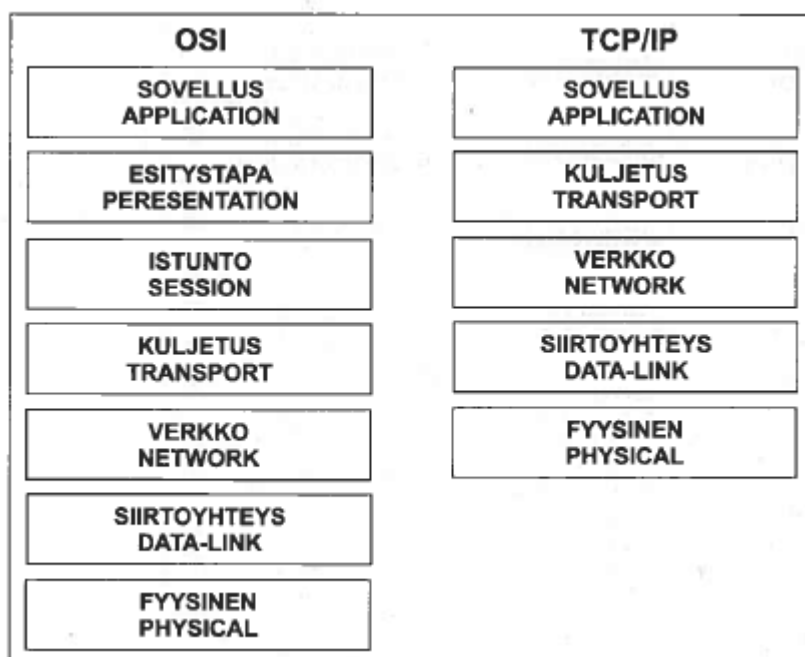 OSI
SOVELLUS
APPLICATION
ESITYSTAPA
PERESENTATION
ISTUNTO
SESSION
KULJETUS
TRANSPORT
VERKKO
NETWORK
SIIRTOYHTEYS
DATA-LINK
FYYSINEN
PHYSICAL
TCP/IP
SOVELLUS
APPLICATION
KULJETUS
TRANSPORT
VERKKO
NETWORK
SIIRTOYHTEYS
DATA-LINK
FYYSINEN
PHYSICAL